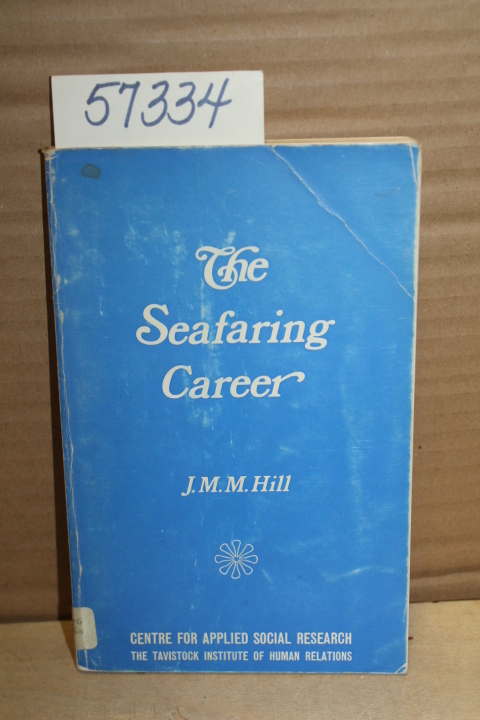 57334
The
Seafaring
Career
J.M.M.Hill
CENTRE FOR APPLIED SOCIAL RESEARCH
THE TAVISTOCK INSTITUTE OF HUMAN RELATIONS